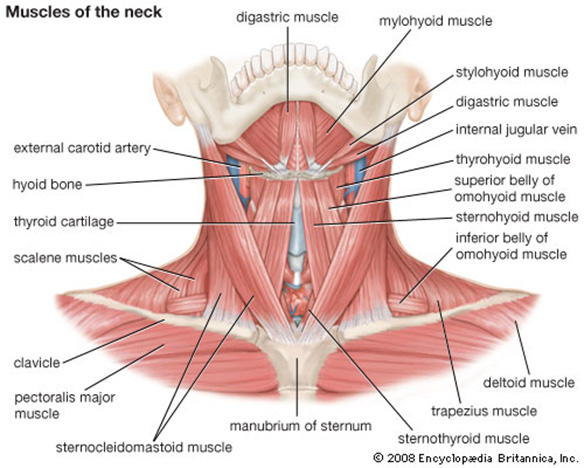 Muscles of the neck
digastric muscle
mylohyoid muscle
stylohyoid muscle
digastric muscle
internal jugular vein
thyrohyoid muscle
superior belly of
omohyoid muscle
sternohyoid muscle
inferior belly of
omohyoid muscle
external carotid artery
hyoid bone
thyroid cartilage
scalene muscles
clavicle
pectoralis major
muscle
sternocleidomastoid muscle
manubrium of sternum
sternothyroid muscle
trapezius muscle
deltoid muscle
© 2008 Encyclopædia Britannica, Inc.